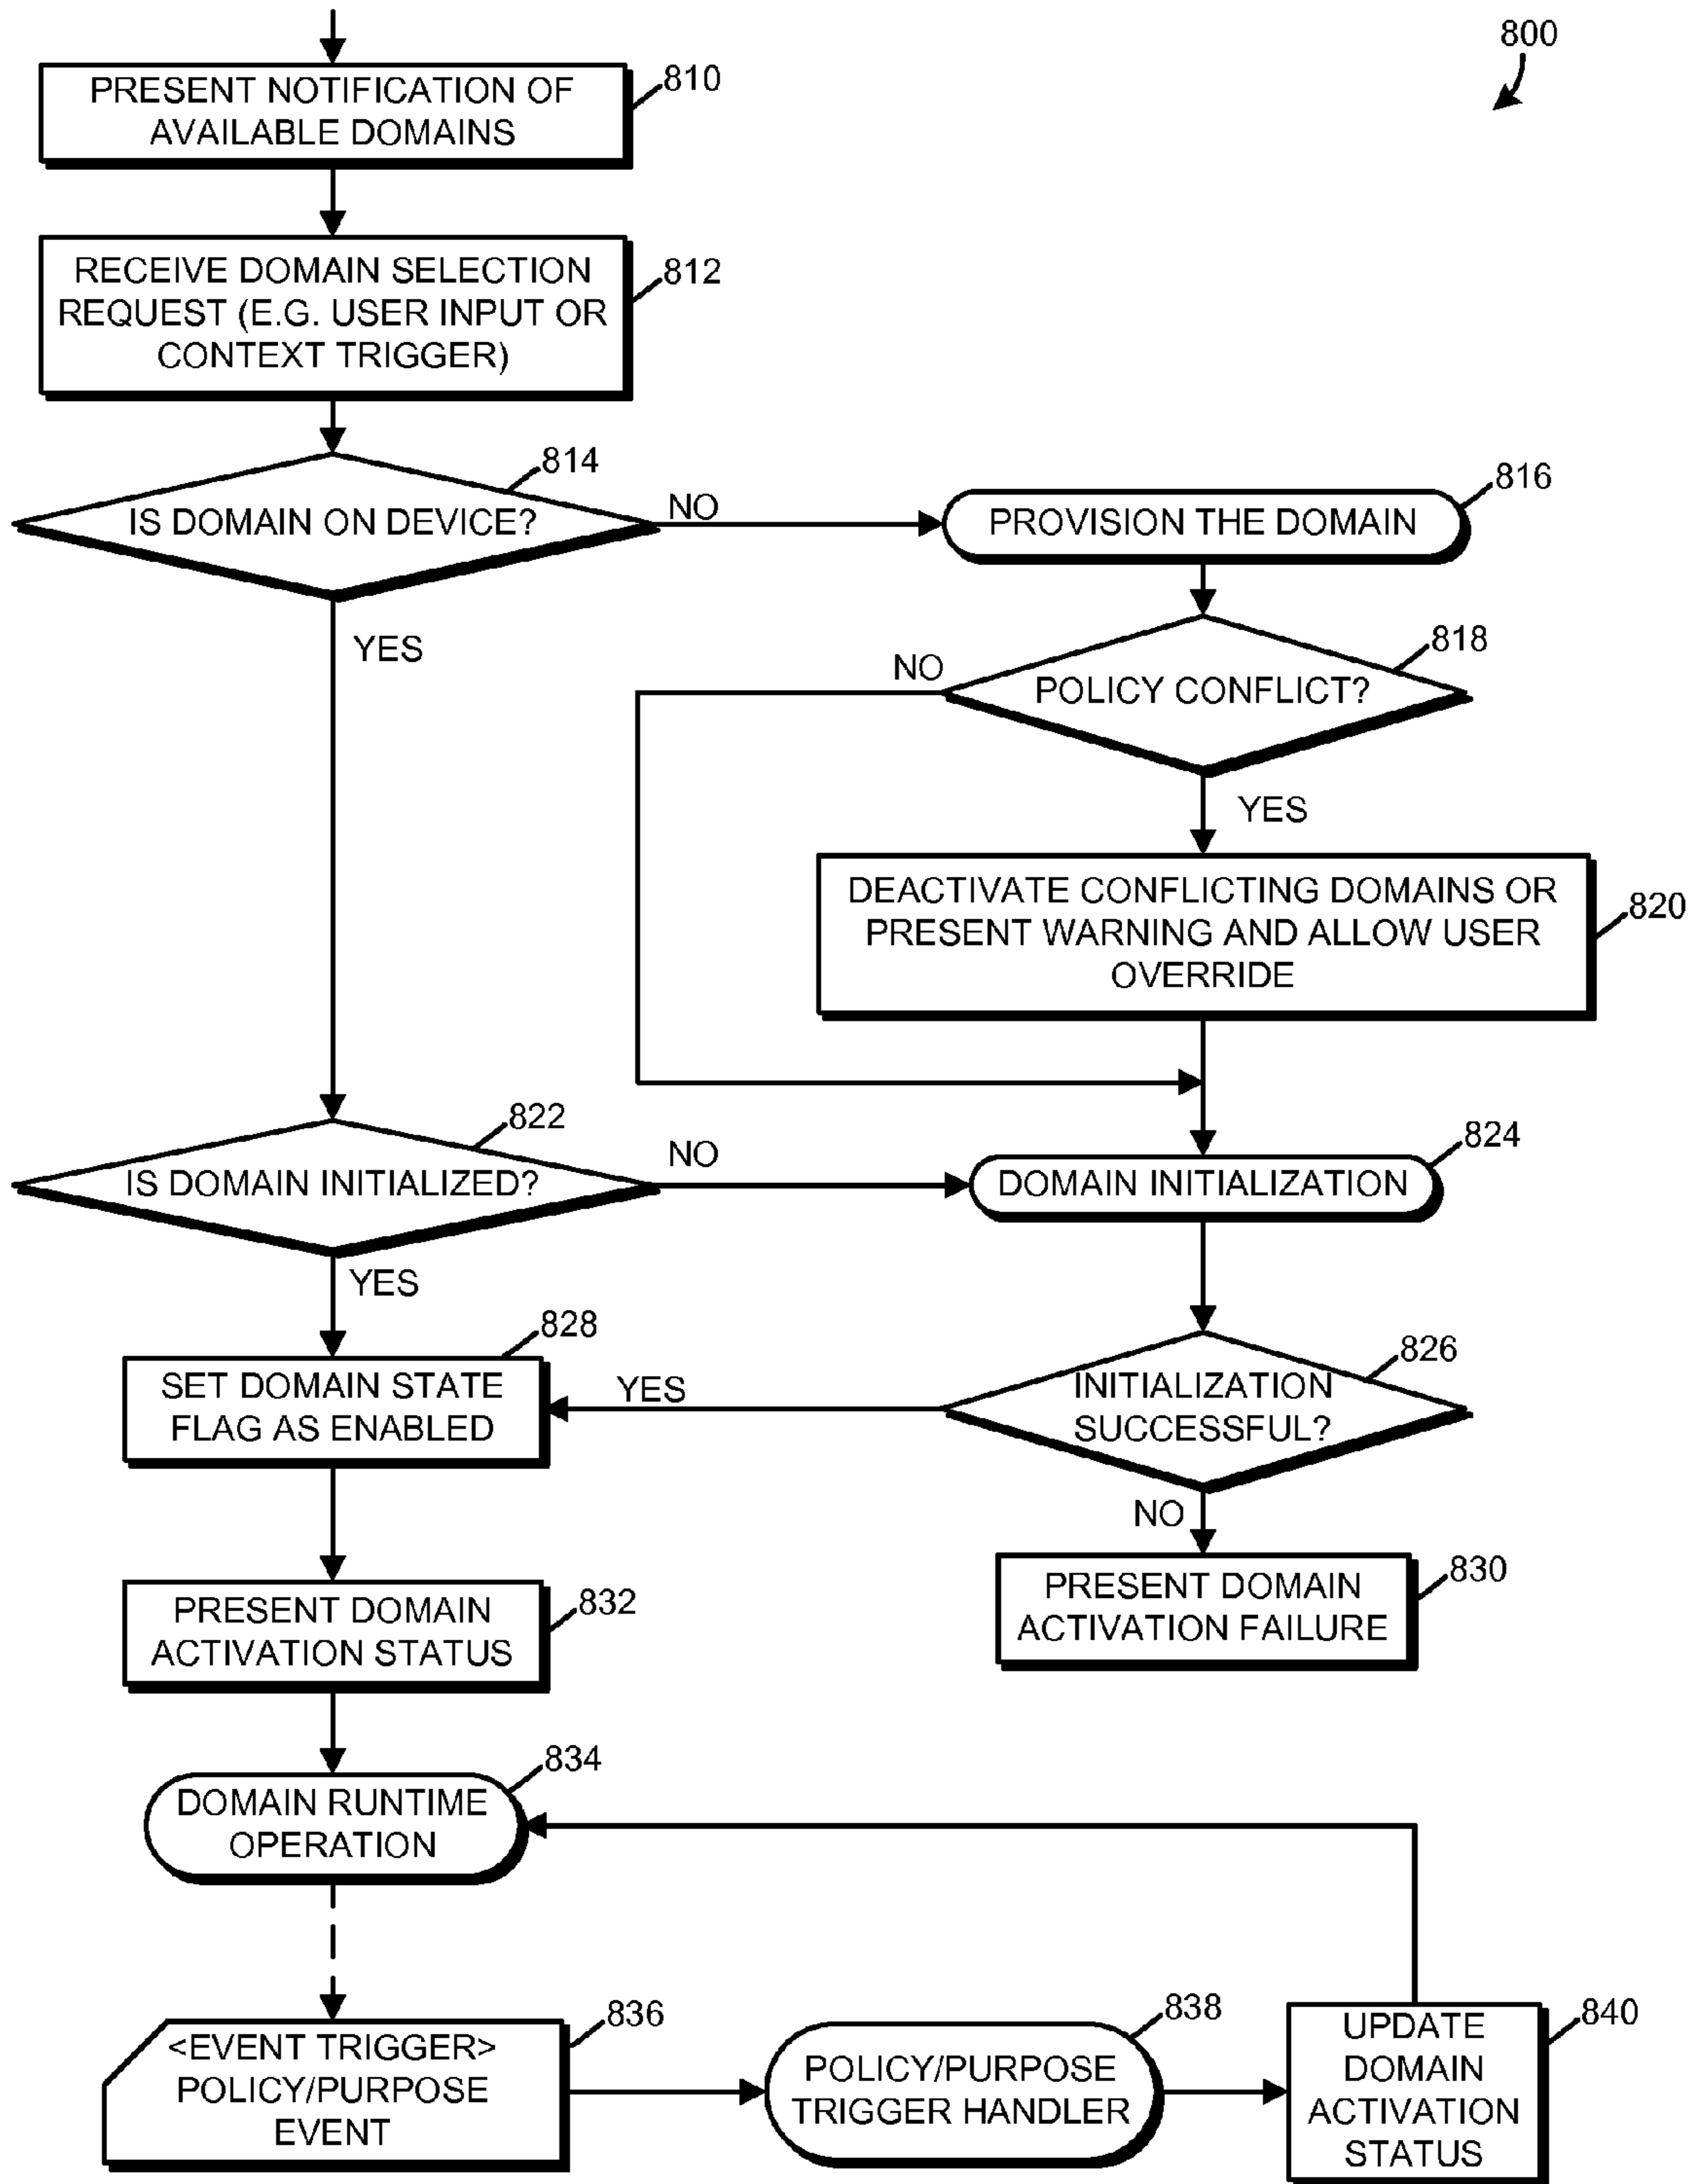 800
PRESENT NOTIFICATION OF
AVAILABLE DOMAINS
810
RECEIVE DOMAIN SELECTION
REQUEST (E.G. USER INPUT OR
CONTEXT TRIGGER)
812
IS DOMAIN ON DEVICE?
814
NO
PROVISION THE DOMAIN
816
YES
POLICY CONFLICT?
818
NO
YES
DEACTIVATE CONFLICTING DOMAINS OR
PRESENT WARNING AND ALLOW USER
OVERRIDE
820
IS DOMAIN INITIALIZED?
822
NO
DOMAIN INITIALIZATION
824
YES
SET DOMAIN STATE
FLAG AS ENABLED
828
YES
INITIALIZATION
SUCCESSFUL?
826
NO
PRESENT DOMAIN
ACTIVATION FAILURE
830
PRESENT DOMAIN
ACTIVATION STATUS
832
DOMAIN RUNTIME
OPERATION
834
<EVENT TRIGGER>
POLICY/PURPOSE
EVENT
836
POLICY/PURPOSE
TRIGGER HANDLER
838
UPDATE
DOMAIN
ACTIVATION
STATUS
840